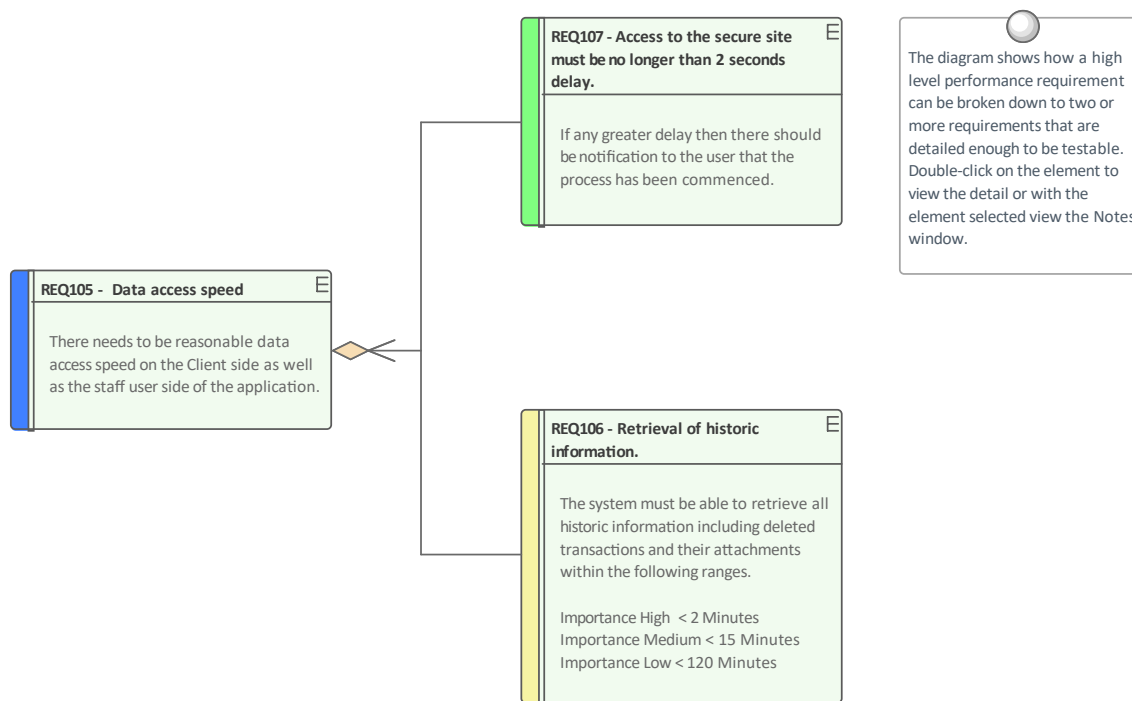 REQ107 - Access to the secure site
must be no longer than 2 seconds
delay.
E
If any greater delay then there should
be notification to the user that the
process has been commenced.
The diagram shows how a high
level performance requirement
can be broken down to two or
more requirements that are
detailed enough to be testable.
Double-click on the element to
view the detail or with the
element selected view the Notes
window.
REQ105 - Data access speed
E
There needs to be reasonable data
access speed on the Client side as well
as the staff user side of the application.
REQ106 - Retrieval of historic
information.
E
The system must be able to retrieve all
historic information including deleted
transactions and their attachments
within the following ranges.
Importance High < 2 Minutes
Importance Medium < 15 Minutes
Importance Low < 120 Minutes